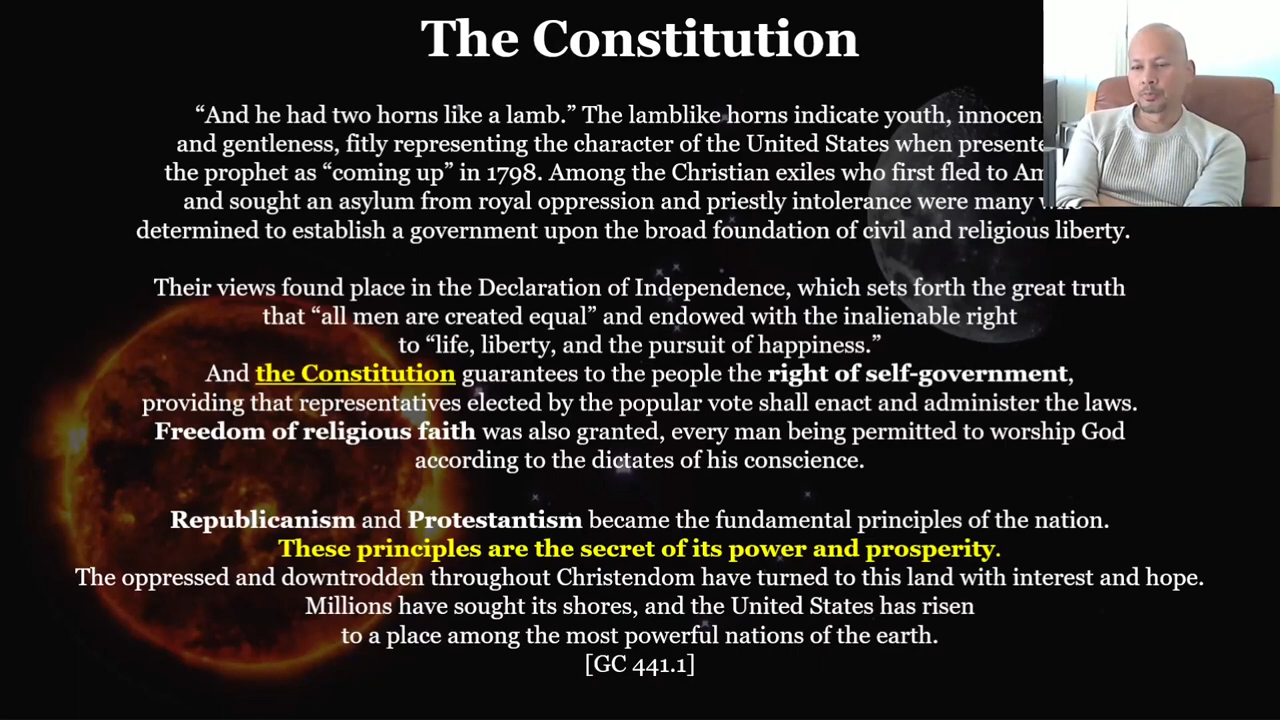 The Constitution
“And he had two horns like a lamb.” The lamblike horns indicate youth, innocen
and gentleness, fitly representing the character of the United States when presente
the prophet as “coming up” in 1798. Among the Christian exiles who first fled to Am
and sought an asylum from royal oppression and priestly intolerance were many
determined to establish a government upon the broad foundation of civil and religious liberty.
Their views found place in the Declaration of Independence, which sets forth the great truth
that “all men are created equal” and endowed with the inalienable right
to “life, liberty, and the pursuit of happiness.”
And the Constitution guarantees to the people the right of self-government,
providing that representatives elected by the popular vote shall enact and administer the laws.
Freedom of religious faith was also granted, every man being permitted to worship God
according to the dictates of his conscience.
Republicanism and Protestantism became the fundamental principles of the nation.
These principles are the secret of its power and prosperity.
The oppressed and downtrodden throughout Christendom have turned to this land with interest and hope.
Millions have sought its shores, and the United States has risen
to a place among the most powerful nations of the earth.
[GC 441.1]